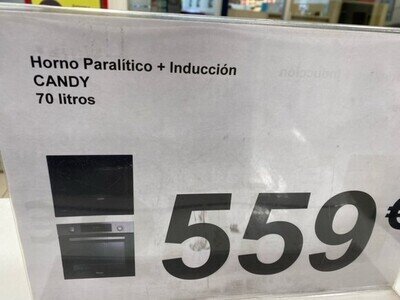 Horno Paralítico + Inducción
CANDY
70 litros
559€